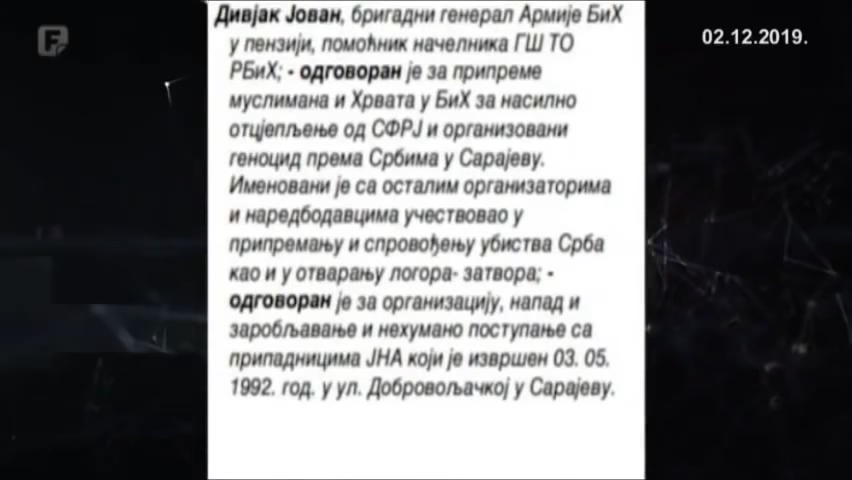 Дивјак Јован, бригадни генерал Армије БиХ
у пензији, помоћник начелника ГШ ТО
РБиХ; - одговоран је за припреме
муслимана и Хрвата у БиХ за насилно
отцјепљење од СФРЈ и организовани
геноцид према Србима у Сарајеву.
Именовани је са осталим организаторима
и наредбодавцима учествовао у
припремању и спровођењу убиства Срба
као и у отварању логора- затвора; -
одговоран је за организацију, напад и
заробљавање и нехумано поступање са
припадницима ЈНА који је извршен 03. 05.
1992. год. у ул. Добровољачкој у Сарајеву.
02.12.2019.
F